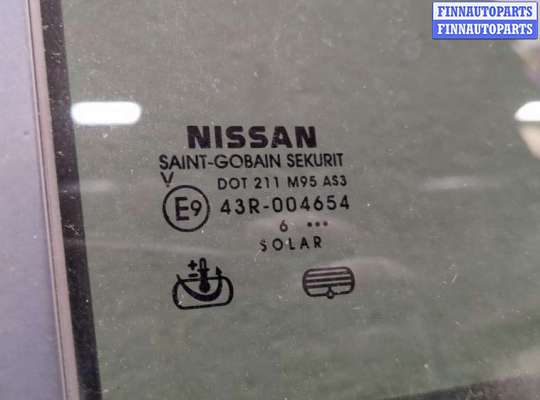 FINNAUTOPARTS
FINNAUTOPARTS
NISSAN
SAINT-GOBAIN SEKURIT
V DOT 211 M95 AS3
E9 43R-004654
6 •••
SOLAR